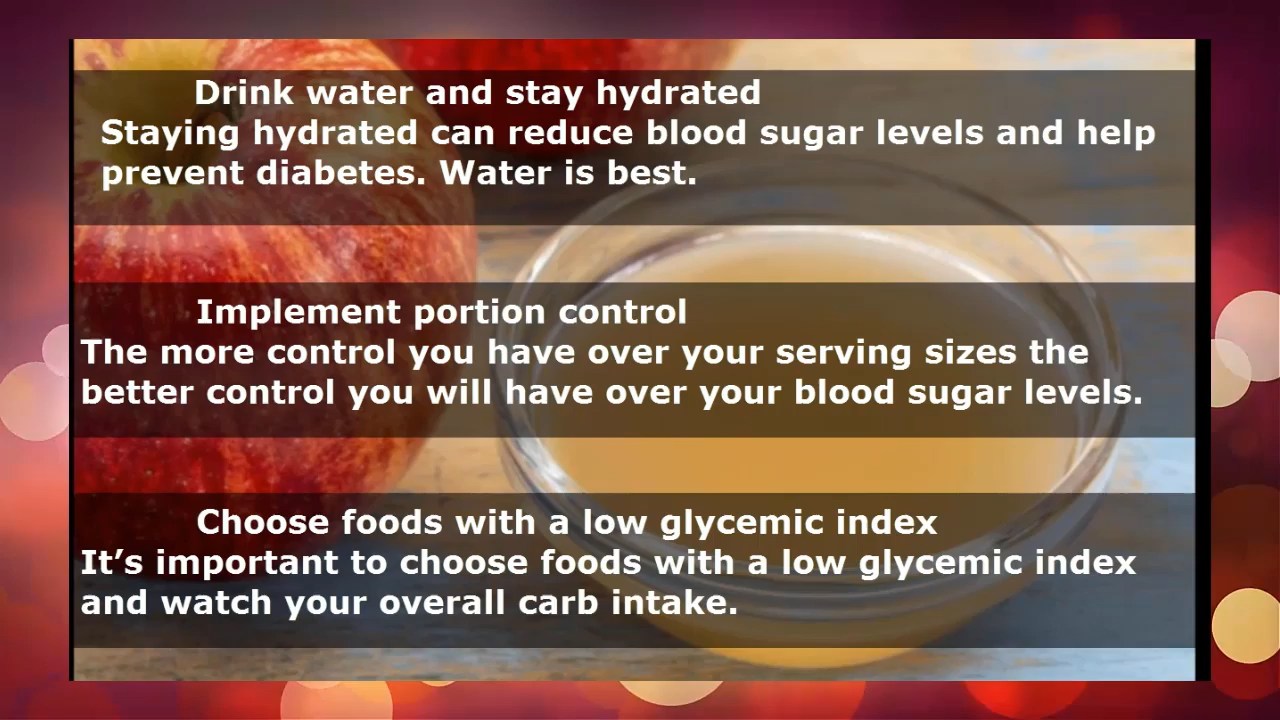 Drink water and stay hydrated
Staying hydrated can reduce blood sugar levels and help
prevent diabetes. Water is best.
Implement portion control
The more control you have over your serving sizes the
better control you will have over your blood sugar levels.
Choose foods with a low glycemic index
It’s important to choose foods with a low glycemic index
and watch your overall carb intake.